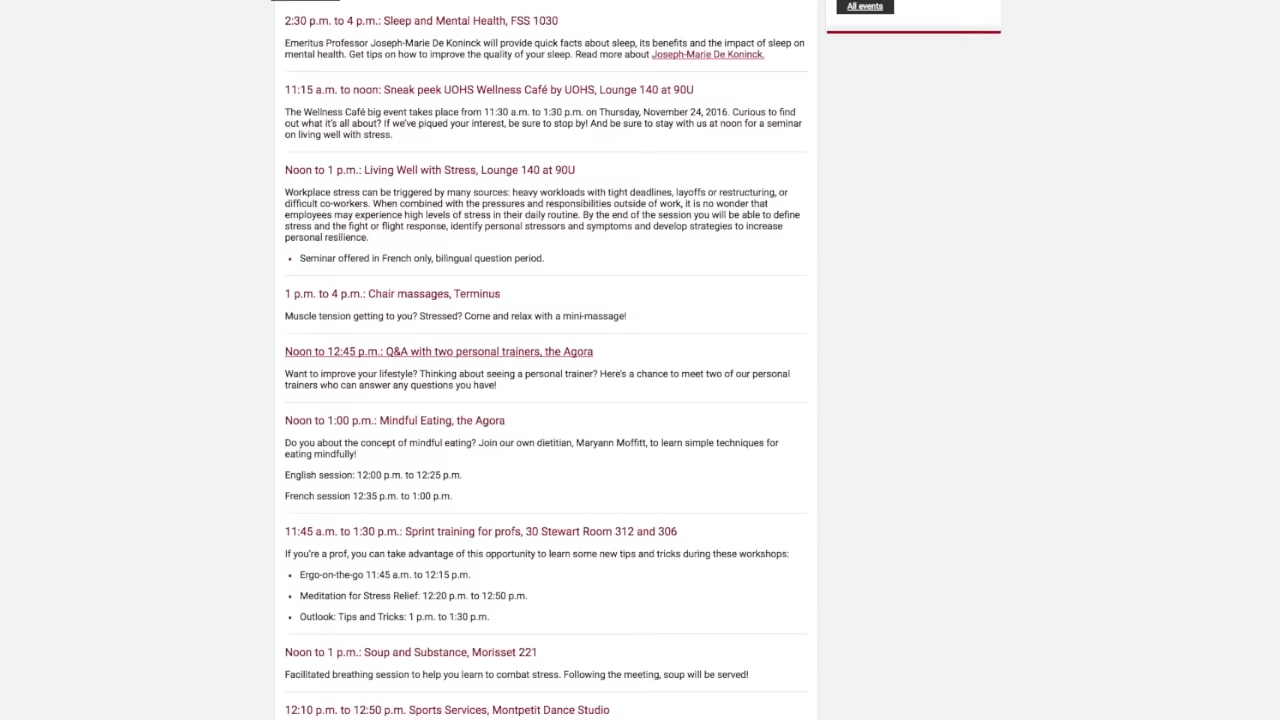 All events
2:30 p.m. to 4 p.m.: Sleep and Mental Health, FSS 1030
Emeritus Professor Joseph-Marie De Koninck will provide quick facts about sleep, its benefits and the impact of sleep on
mental health. Get tips on how to improve the quality of your sleep. Read more about Joseph-Marie De Koninck.
11:15 a.m. to noon: Sneak peek UOHS Wellness Café by UOHS, Lounge 140 at 90U
The Wellness Café big event takes place from 11:30 a.m. to 1:30 p.m. on Thursday, November 24, 2016. Curious to find
out what it's all about? If we've piqued your interest, be sure to stop by! And be sure to stay with us at noon for a seminar
on living well with stress.
Noon to 1 p.m.: Living Well with Stress, Lounge 140 at 90U
Workplace stress can be triggered by many sources: heavy workloads with tight deadlines, layoffs or restructuring, or
difficult co-workers. When combined with the pressures and responsibilities outside of work, it is no wonder that
employees may experience high levels of stress in their daily routine. By the end of the session you will be able to define
stress and the fight or flight response, identify personal stressors and symptoms and develop strategies to increase
personal resilience.
• Seminar offered in French only, bilingual question period.
1 p.m. to 4 p.m.: Chair massages, Terminus
Muscle tension getting to you? Stressed? Come and relax with a mini-massage!
Noon to 12:45 p.m.: Q&A with two personal trainers, the Agora
Want to improve your lifestyle? Thinking about seeing a personal trainer? Here's a chance to meet two of our personal
trainers who can answer any questions you have!
Noon to 1:00 p.m.: Mindful Eating, the Agora
Do you about the concept of mindful eating? Join our own dietitian, Maryann Moffitt, to learn simple techniques for
eating mindfully!
English session: 12:00 p.m. to 12:25 p.m.
French session 12:35 p.m. to 1:00 p.m.
11:45 a.m. to 1:30 p.m.: Sprint training for profs, 30 Stewart Room 312 and 306
If you're a prof, you can take advantage of this opportunity to learn some new tips and tricks during these workshops:
• Ergo-on-the-go 11:45 a.m. to 12:15 p.m.
• Meditation for Stress Relief: 12:20 p.m. to 12:50 p.m.
• Outlook: Tips and Tricks: 1 p.m. to 1:30 p.m.
Noon to 1 p.m.: Soup and Substance, Morisset 221
Facilitated breathing session to help you learn to combat stress. Following the meeting, soup will be served!
12:10 p.m. to 12:50 p.m. Sports Services, Montpetit Dance Studio